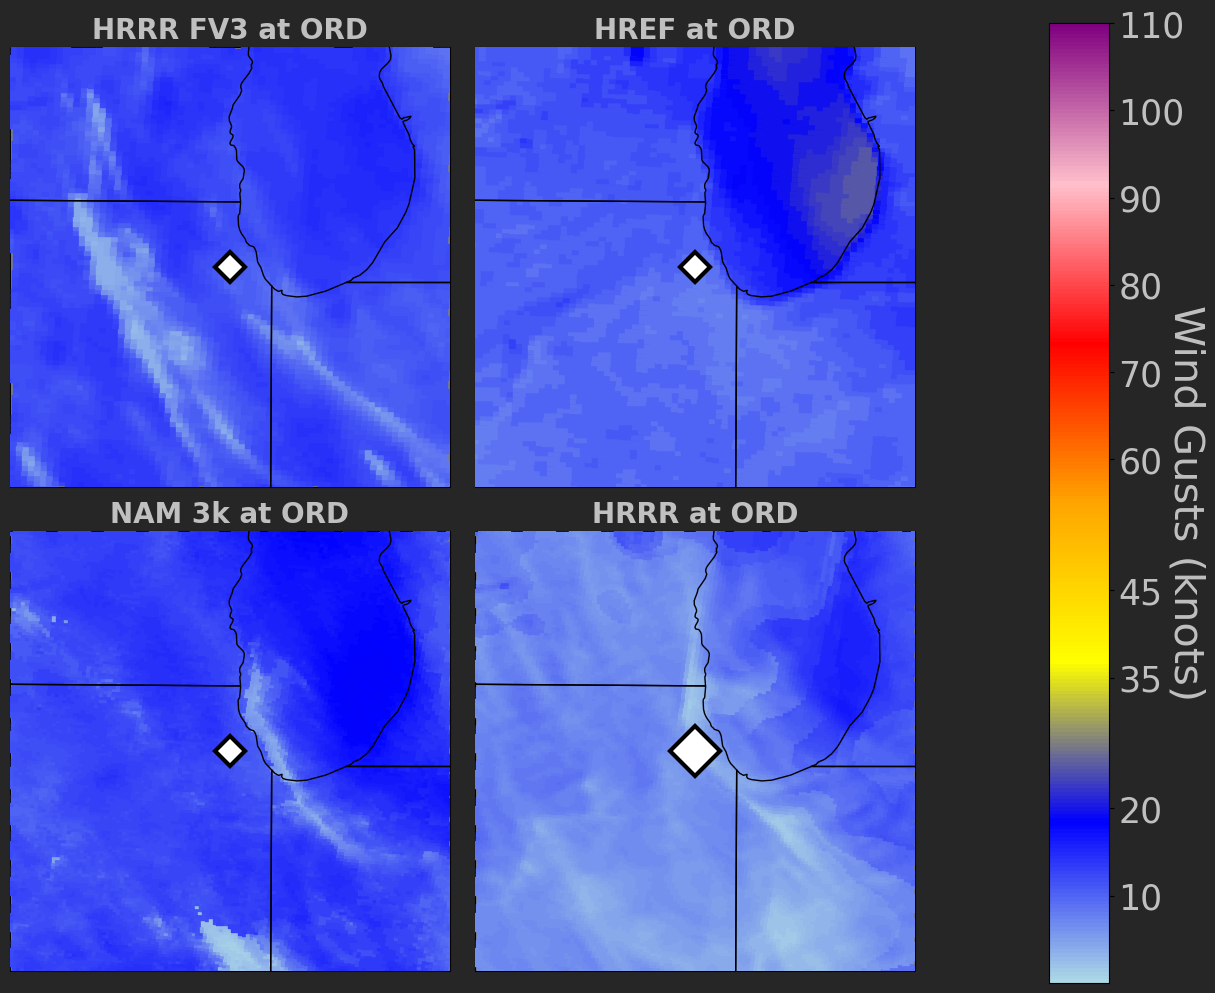 HRRR FV3 at ORD
HREF at ORD
NAM 3k at ORD
HRRR at ORD
110
100
90
80
70
60
45
35
20
10
Wind Gusts (knots)